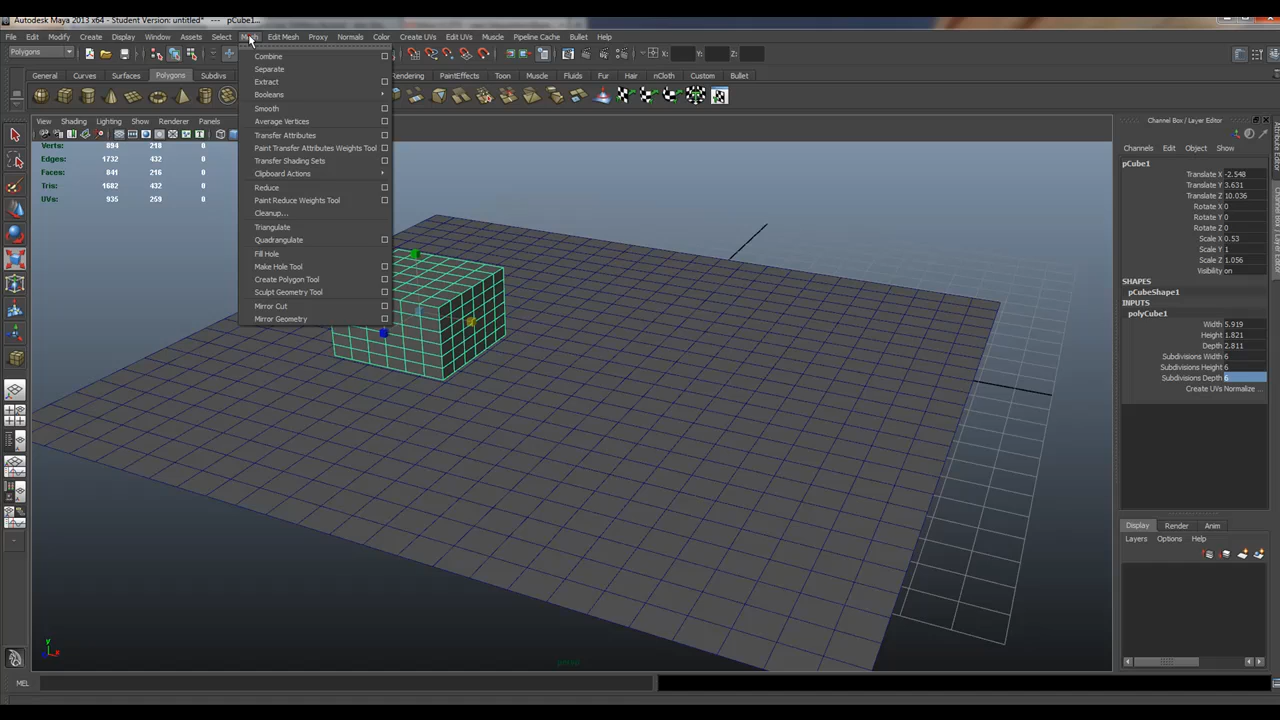 Autodesk Maya 2013 x64 - Student Version: untitled* --- pCube1...
File Edit Modify Create Display Window Assets Select Mesh Edit Mesh Proxy Normals Color Create UVs Edit UVs Muscle Pipeline Cache Bullet Help
Polygons X: Y: Z:
General Curves Surfaces Polygons Subdivs Rendering PaintEffects Toon Muscle Fluids Fur Hair nCloth Custom Bullet
View Shading Lighting Show Renderer Panels
Verts: 894 218 0
Edges: 1732 432 0
Faces: 841 216 0
Tris: 1682 432 0
UVs: 935 259 0
Combine
Separate
Extract
Booleans
Smooth
Average Vertices
Transfer Attributes
Paint Transfer Attributes Weights Tool
Transfer Shading Sets
Clipboard Actions
Reduce
Paint Reduce Weights Tool
Cleanup...
Triangulate
Quadrangulate
Fill Hole
Make Hole Tool
Create Polygon Tool
Sculpt Geometry Tool
Mirror Cut
Mirror Geometry
Channel Box / Layer Editor
Channels Edit Object Show
pCube1
Translate X -2.548
Translate Y 3.631
Translate Z 10.036
Rotate X 0
Rotate Y 0
Rotate Z 0
Scale X 0.53
Scale Y 1
Scale Z 1.056
Visibility on
SHAPES
pCubeShape1
INPUTS
polyCube1
Width 5.919
Height 1.821
Depth 2.811
Subdivisions Width 6
Subdivisions Height 6
Subdivisions Depth 6
Create UVs Normalize ...
Attribute Editor
Channel Box / Layer Editor
Display Render Anim
Layers Options Help
y
x
persp
MEL